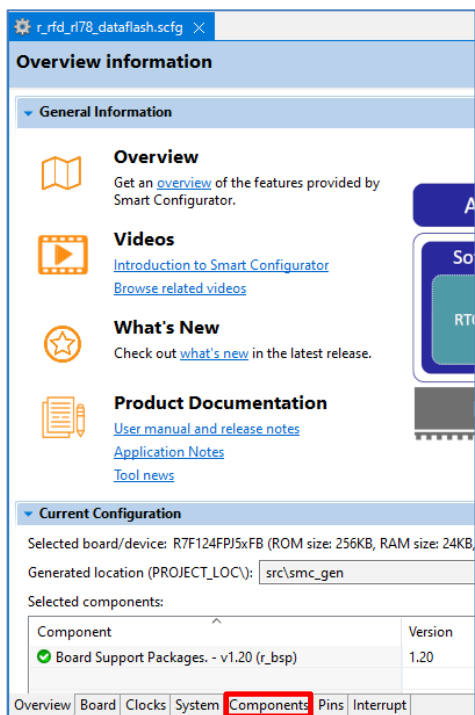 r_rfd_rl78_dataflash.scfg
Overview information
General Information
Overview
Get an overview of the features provided by
Smart Configurator.
Videos
Introduction to Smart Configurator
Browse related videos
What's New
Check out what's new in the latest release.
Product Documentation
User manual and release notes
Application Notes
Tool news
A
So
RTO
Current Configuration
Selected board/device: R7F124FPJ5xFB (ROM size: 256KB, RAM size: 24KB,
Generated location (PROJECT_LOC\): src\smc_gen
Selected components:
Component Version
Board Support Packages. - v1.20 (r_bsp) 1.20
Overview Board Clocks System Components Pins Interrupt